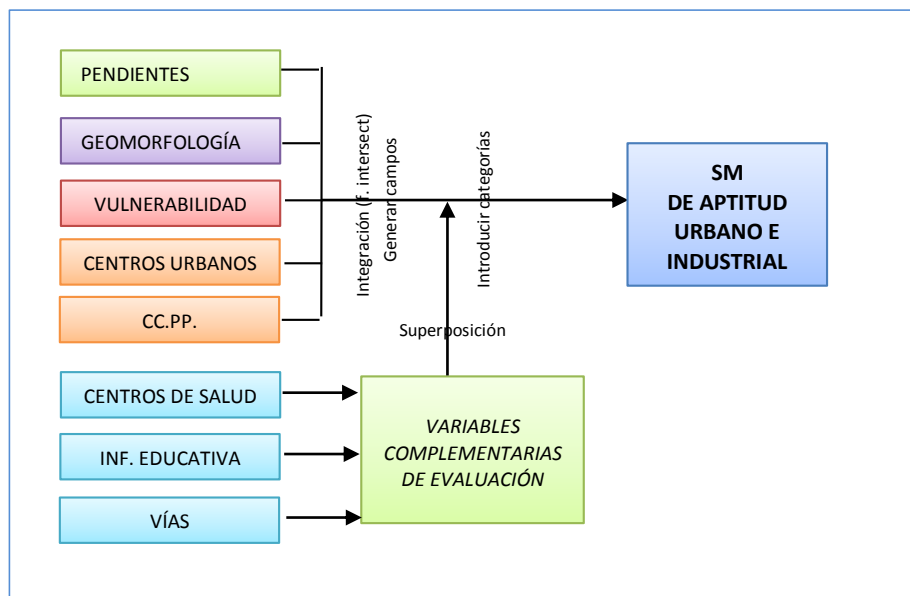 PENDIENTES
GEOMORFOLOGÍA
VULNERABILIDAD
CENTROS URBANOS
CC.PP.
Integración (f. intersect)
Generar campos
Introducir categorías
SM
DE APTITUD
URBANO E
INDUSTRIAL
Superposición
CENTROS DE SALUD
INF. EDUCATIVA
VÍAS
VARIABLES
COMPLEMENTARIAS
DE EVALUACIÓN